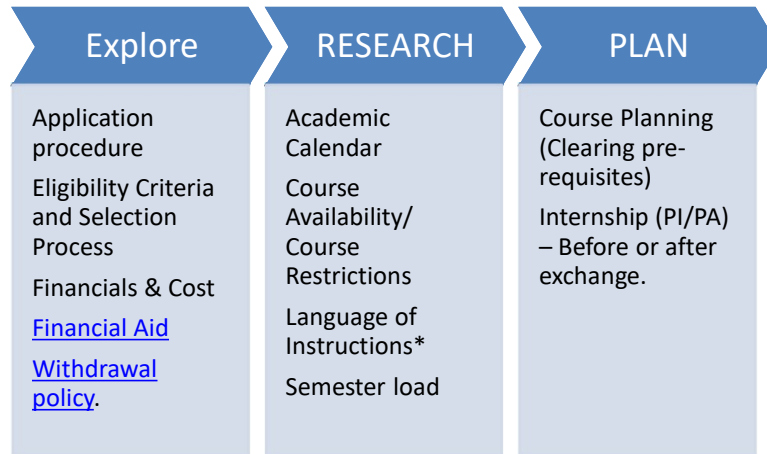 Explore
Application
procedure
Eligibility Criteria
and Selection
Process
Financials & Cost
Financial Aid
Withdrawal
policy.
RESEARCH
Academic
Calendar
Course
Availability/
Course
Restrictions
Language of
Instructions*
Semester load
PLAN
Course Planning
(Clearing pre-
requisites)
Internship (PI/PA)
– Before or after
exchange.